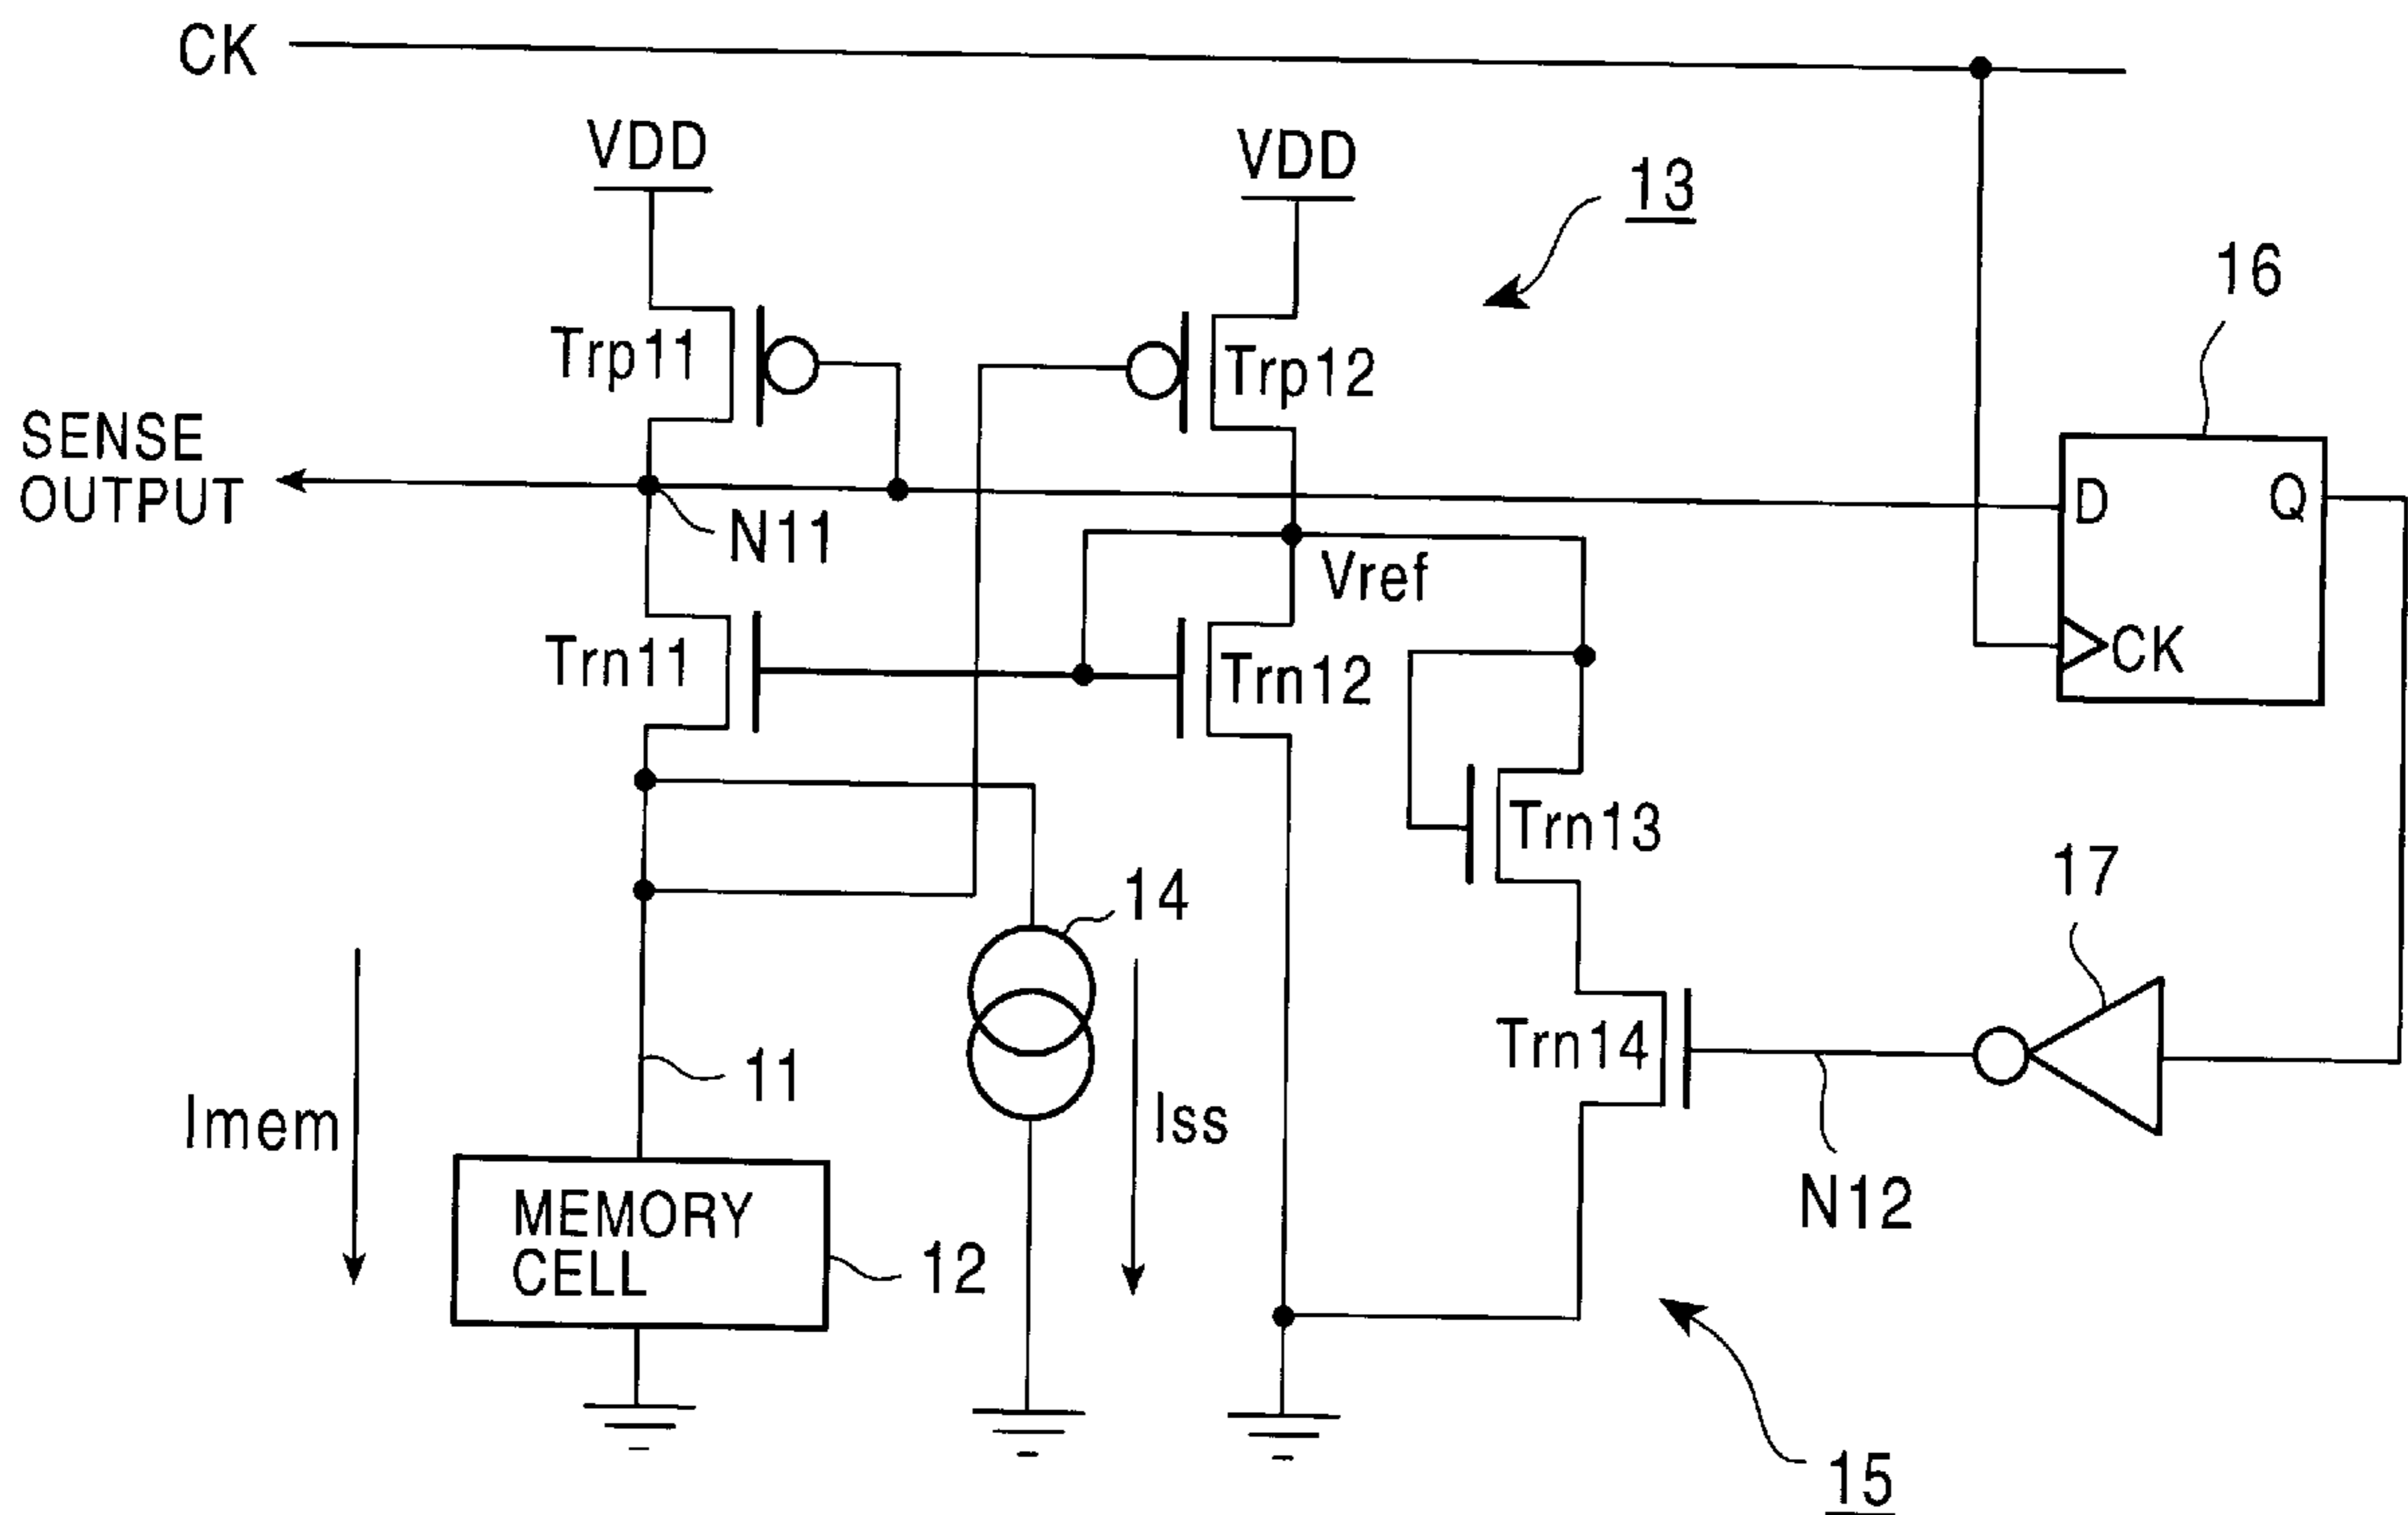 CK
VDD
VDD
13
16
Trp11
Trp12
SENSE
OUTPUT
N11
D
Q
Vref
CK
Trn11
Trn12
Trn13
17
14
Trn14
11
Imem
Iss
N12
MEMORY
CELL
12
15